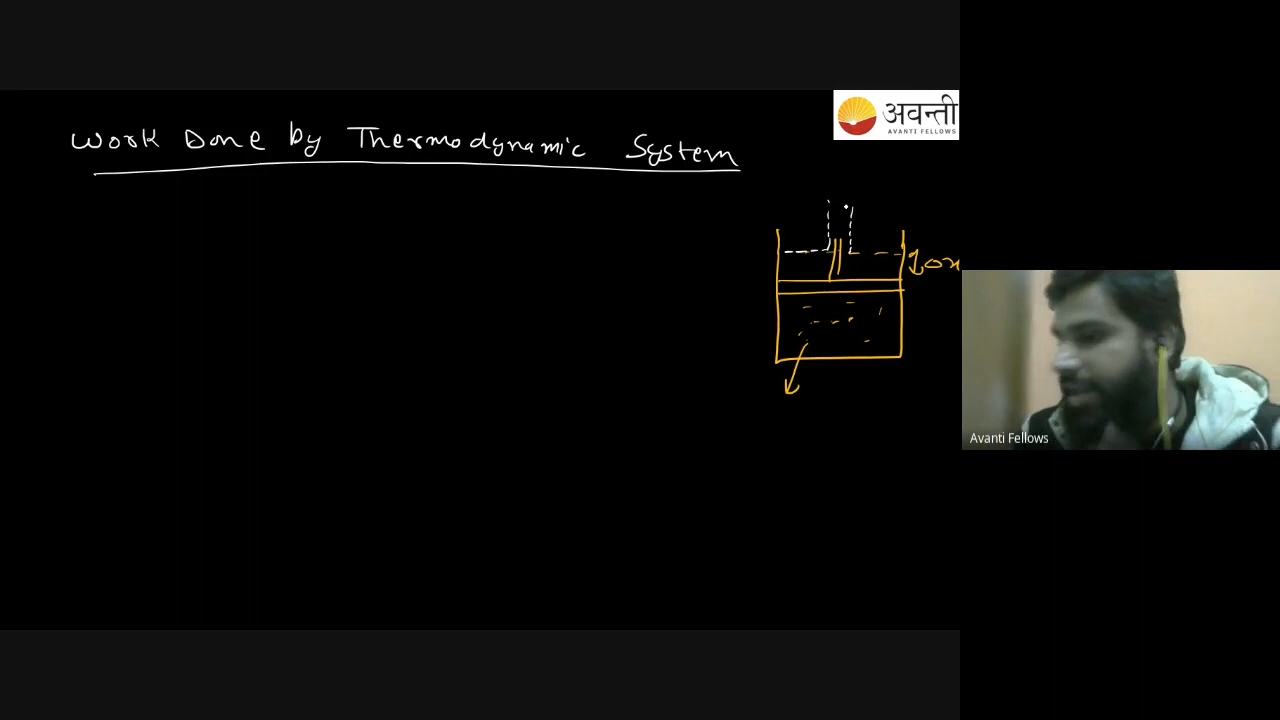 अवन्ती
AVANTI FELLOWS
Work Done by Thermodynamic System
Avanti Fellows